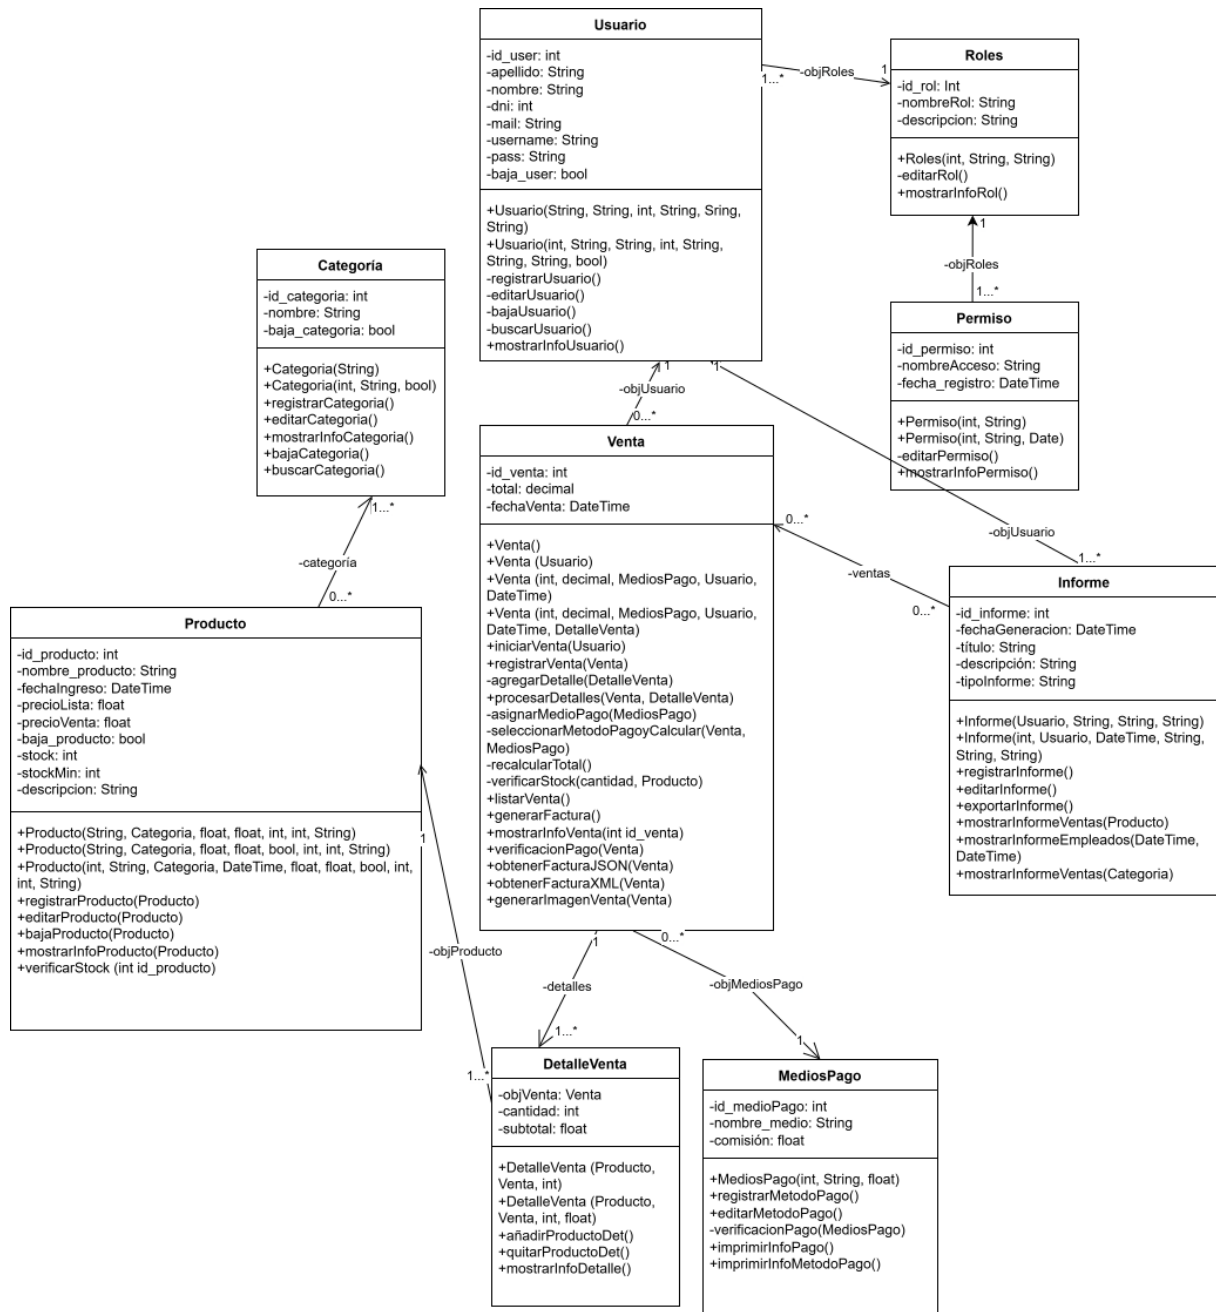 Usuario
-id_user: int
-apellido: String
-nombre: String
-dni: int
-mail: String
-username: String
-pass: String
-baja_user: bool
+Usuario(String, String, int, String, Sring,
String)
+Usuario(int, String, String, int, String,
String, String, bool)
-registrarUsuario()
-editarUsuario()
-bajaUsuario()
-buscarUsuario()
+mostrarInfoUsuario()
1...*
-objRoles
1
Roles
-id_rol: Int
-nombreRol: String
-descripcion: String
+Roles(int, String, String)
-editarRol()
+mostrarInfoRol()
1
-objRoles
1...*
Permiso
-id_permiso: int
-nombreAcceso: String
-fecha_registro: DateTime
+Permiso(int, String)
+Permiso(int, String, Date)
-editarPermiso()
+mostrarInfoPermiso()
Categoría
-id_categoria: int
-nombre: String
-baja_categoria: bool
+Categoria(String)
+Categoria(int, String, bool)
+registrarCategoria()
+editarCategoria()
+mostrarInfoCategoria()
+bajaCategoria()
+buscarCategoria()
1...*
-categoría
0...*
1
-objUsuario
0...*
1
-objUsuario
1...*
Venta
-id_venta: int
-total: decimal
-fechaVenta: DateTime
+Venta()
+Venta (Usuario)
+Venta (int, decimal, MediosPago, Usuario,
DateTime)
+Venta (int, decimal, MediosPago, Usuario,
DateTime, DetalleVenta)
+iniciarVenta(Usuario)
+registrarVenta(Venta)
-agregarDetalle(DetalleVenta)
+procesarDetalles(Venta, DetalleVenta)
-asignarMedioPago(MediosPago)
-seleccionarMetodoPagoyCalcular(Venta,
MediosPago)
-recalcularTotal()
-verificarStock(cantidad, Producto)
+listarVenta()
+generarFactura()
+mostrarInfoVenta(int id_venta)
+verificacionPago(Venta)
+obtenerFacturaJSON(Venta)
+obtenerFacturaXML(Venta)
+generarImagenVenta(Venta)
0...*
-ventas
0...*
Informe
-id_informe: int
-fechaGeneracion: DateTime
-título: String
-descripción: String
-tipoInforme: String
+Informe(Usuario, String, String, String)
+Informe(int, Usuario, DateTime, String,
String, String)
+registrarInforme()
+editarInforme()
+exportarInforme()
+mostrarInformeVentas(Producto)
+mostrarInformeEmpleados(DateTime,
DateTime)
+mostrarInformeVentas(Categoria)
Producto
-id_producto: int
-nombre_producto: String
-fechaIngreso: DateTime
-precioLista: float
-precioVenta: float
-baja_producto: bool
-stock: int
-stockMin: int
-descripcion: String
+Producto(String, Categoria, float, float, int, int, String)
+Producto(String, Categoria, float, float, bool, int, int, String)
+Producto(int, String, Categoria, DateTime, float, float, bool, int,
int, String)
+registrarProducto(Producto)
+editarProducto(Producto)
+bajaProducto(Producto)
+mostrarInfoProducto(Producto)
+verificarStock (int id_producto)
1
-objProducto
1...*
1
-detalles
1...*
0...*
-objMediosPago
1
DetalleVenta
-objVenta: Venta
-cantidad: int
-subtotal: float
+DetalleVenta (Producto,
Venta, int)
+DetalleVenta (Producto,
Venta, int, float)
+añadirProductoDet()
+quitarProductoDet()
+mostrarInfoDetalle()
MediosPago
-id_medioPago: int
-nombre_medio: String
-comisión: float
+MediosPago(int, String, float)
+registrarMetodoPago()
+editarMetodoPago()
-verificacionPago(MediosPago)
+imprimirInfoPago()
+imprimirInfoMetodoPago()